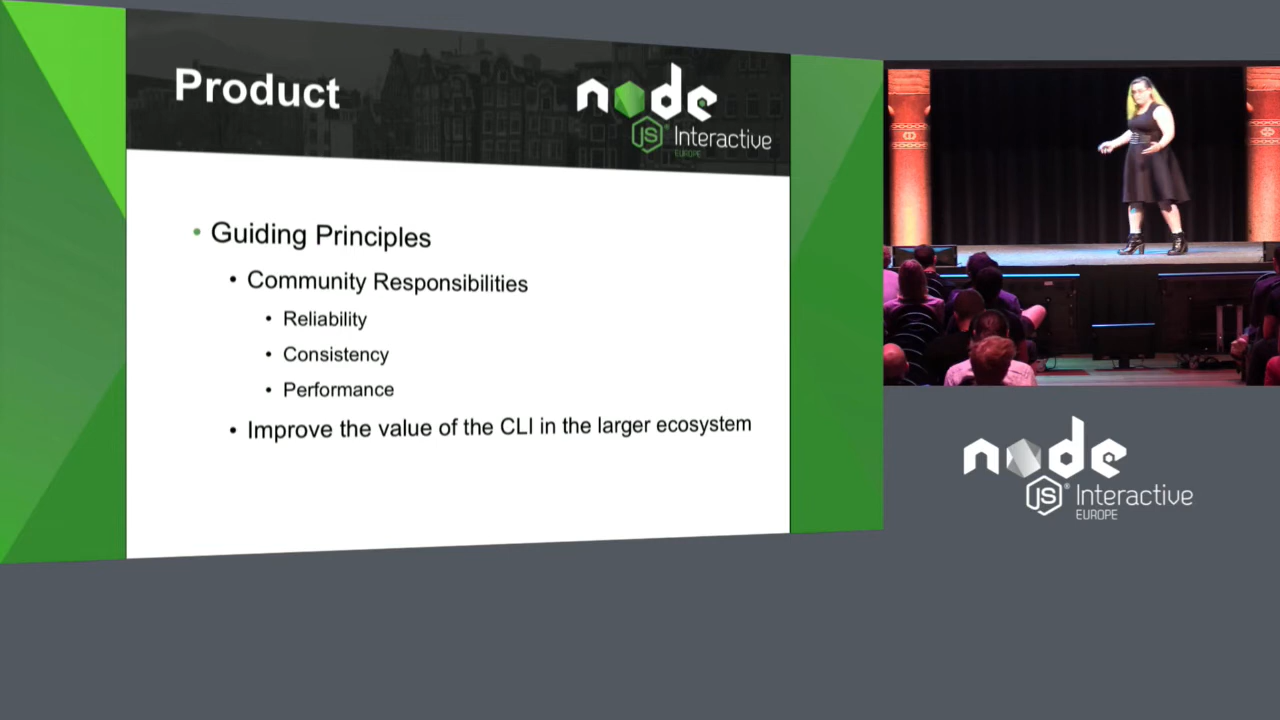 Product
node
JS® Interactive
EUROPE
• Guiding Principles
• Community Responsibilities
• Reliability
• Consistency
• Performance
• Improve the value of the CLI in the larger ecosystem
node
JS® Interactive
EUROPE